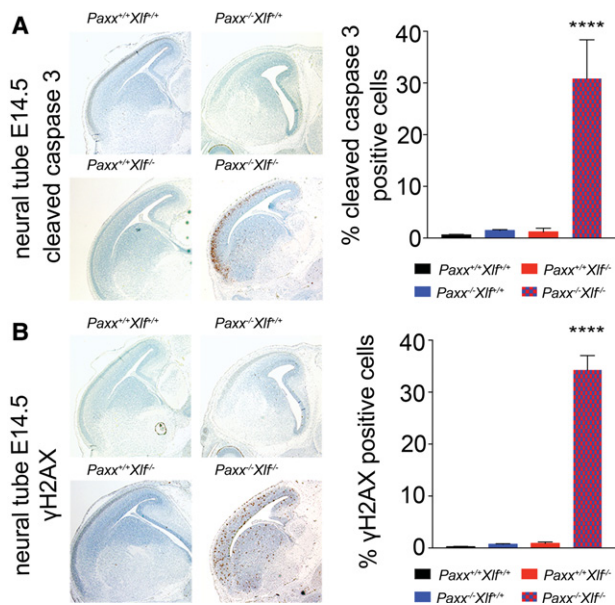 A
neural tube E14.5
cleaved caspase 3
Paxx+/+Xlf+/+
Paxx-/-Xlf+/+
Paxx+/+Xlf-/-
Paxx-/-Xlf-/-
% cleaved caspase 3
positive cells
40
30
20
10
0
****
Paxx+/+Xlf+/+
Paxx+/+Xlf-/-
Paxx-/-Xlf+/+
Paxx-/-Xlf-/-
B
neural tube E14.5
γH2AX
Paxx+/+Xlf+/+
Paxx-/-Xlf+/+
Paxx+/+Xlf-/-
Paxx-/-Xlf-/-
% γH2AX positive cells
40
30
20
10
0
****
Paxx+/+Xlf+/+
Paxx+/+Xlf-/-
Paxx-/-Xlf+/+
Paxx-/-Xlf-/-